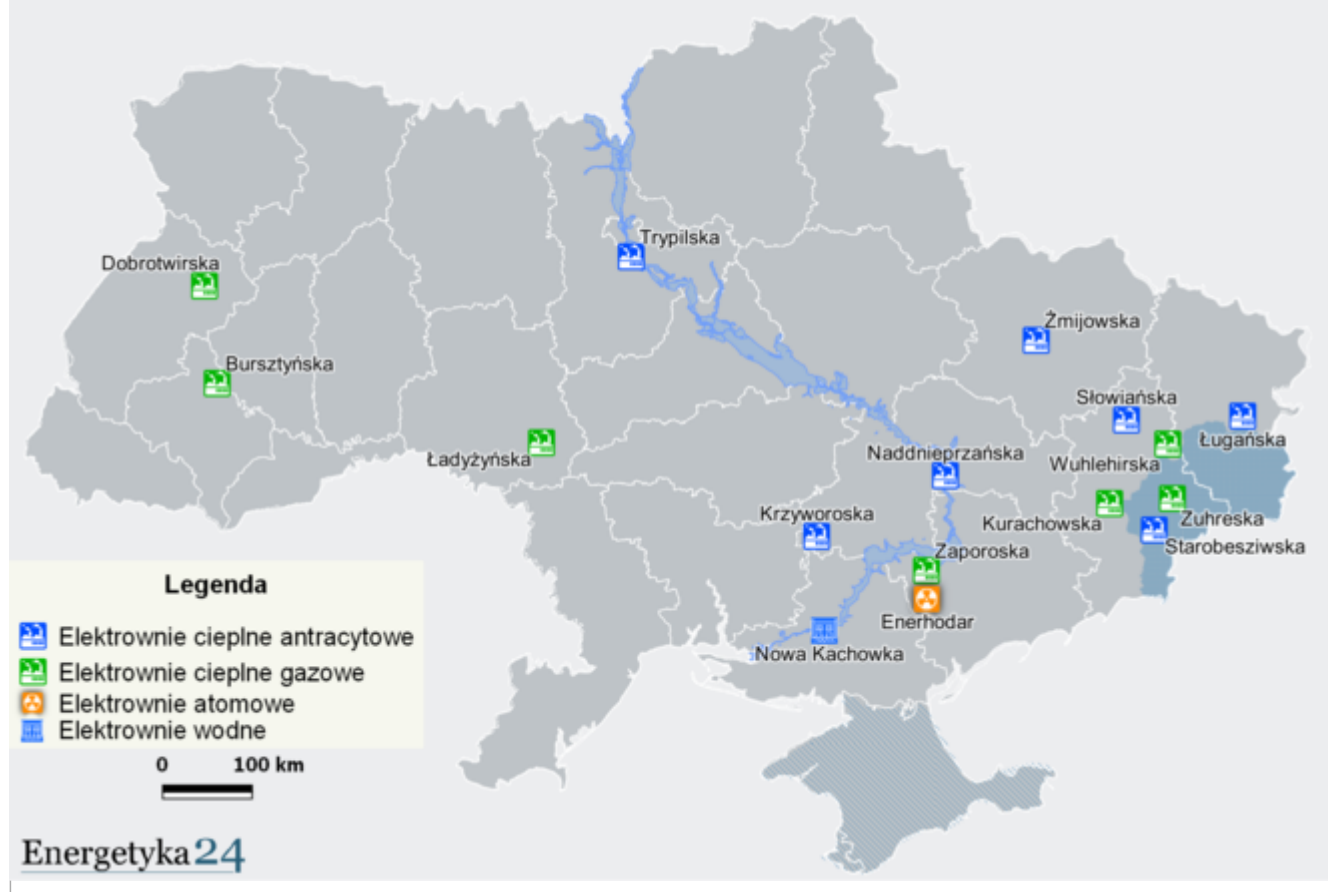 Trypilska
Dobrotwirska
Żmijowska
Bursztyńska
Słowiańska
Ługańska
Naddnieprzańska
Ładyżyńska
Wuhlehirska
Krzyworoska
Kurachowska
Zuhreska
Starobesziwska
Zaporoska
Enerhodar
Nowa Kachowka
Legenda
Elektrownie cieplne antracytowe
Elektrownie cieplne gazowe
Elektrownie atomowe
Elektrownie wodne
0 100 km
Energetyka24